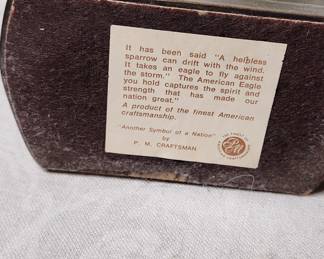 It has been said "A helpless
sparrow can drift with the wind.
It takes an eagle to fly against
the storm." The American Eagle
you hold captures the spirit and
strength that has made our
nation great."
A product of the finest American
craftsmanship.
"Another Symbol of a Nation"
by
P. M. CRAFTSMAN